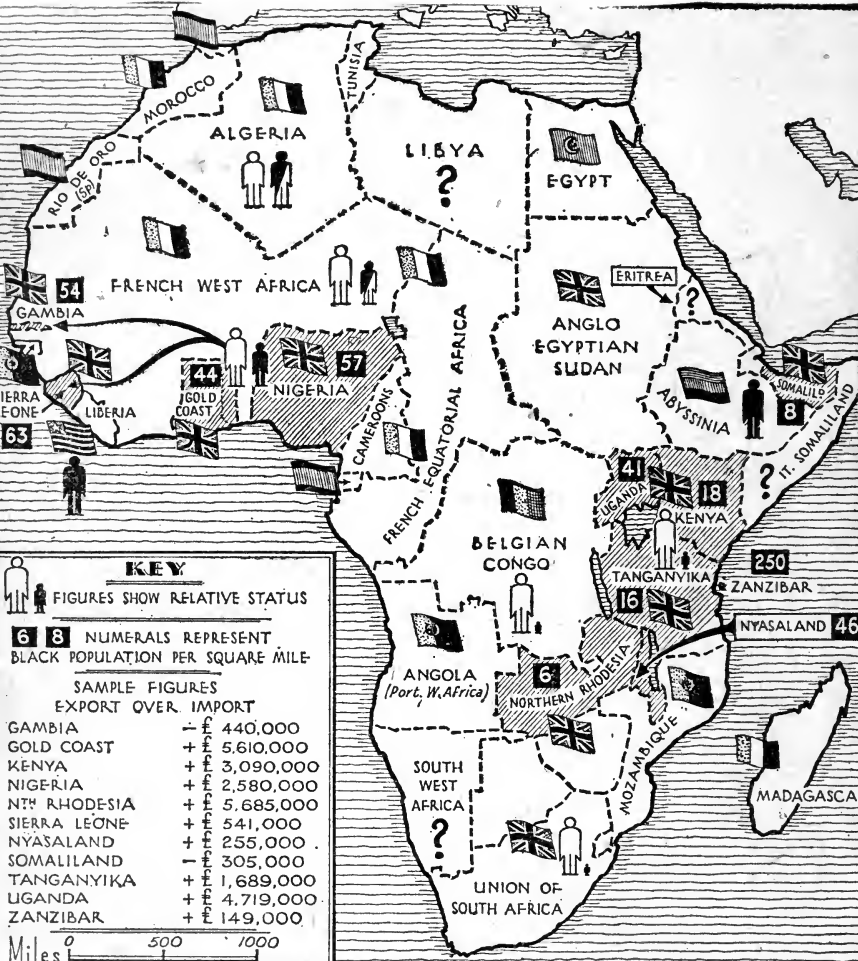 MOROCCO
TUNISIA
ALGERIA
LIBYA
?
EGYPT
RIO DE ORO
(Sp)
FRENCH WEST AFRICA
54
GAMBIA
ERITREA
?
ANGLO
EGYPTIAN
SUDAN
44
GOLD
COAST
57
NIGERIA
SIERRA
LEONE
63
LIBERIA
CAMEROONS
FRENCH EQUATORIAL AFRICA
ABYSSINIA
SOMALILD
8
IT. SOMALILAND
?
41
UGANDA
18
KENYA
BELGIAN
CONGO
TANGANYIKA
16
250
ZANZIBAR
NYASALAND 46
6
NORTHERN RHODESIA
ANGOLA
(Port. W. Africa)
MOZAMBIQUE
MADAGASCA
SOUTH
WEST
AFRICA
?
UNION OF
SOUTH AFRICA
KEY
FIGURES SHOW RELATIVE STATUS
6 8 NUMERALS REPRESENT
BLACK POPULATION PER SQUARE MILE
SAMPLE FIGURES
EXPORT OVER IMPORT
GAMBIA - £ 440,000
GOLD COAST + £ 5,610,000
KENYA + £ 3,090,000
NIGERIA + £ 2,580,000
NTH RHODESIA + £ 5.685,000
SIERRA LEONE + £ 541,000
NYASALAND + £ 255,000
SOMALILAND - £ 305,000
TANGANYIKA + £ 1,689,000
UGANDA + £ 4,719,000
ZANZIBAR + £ 149,000
Miles 0 500 1000